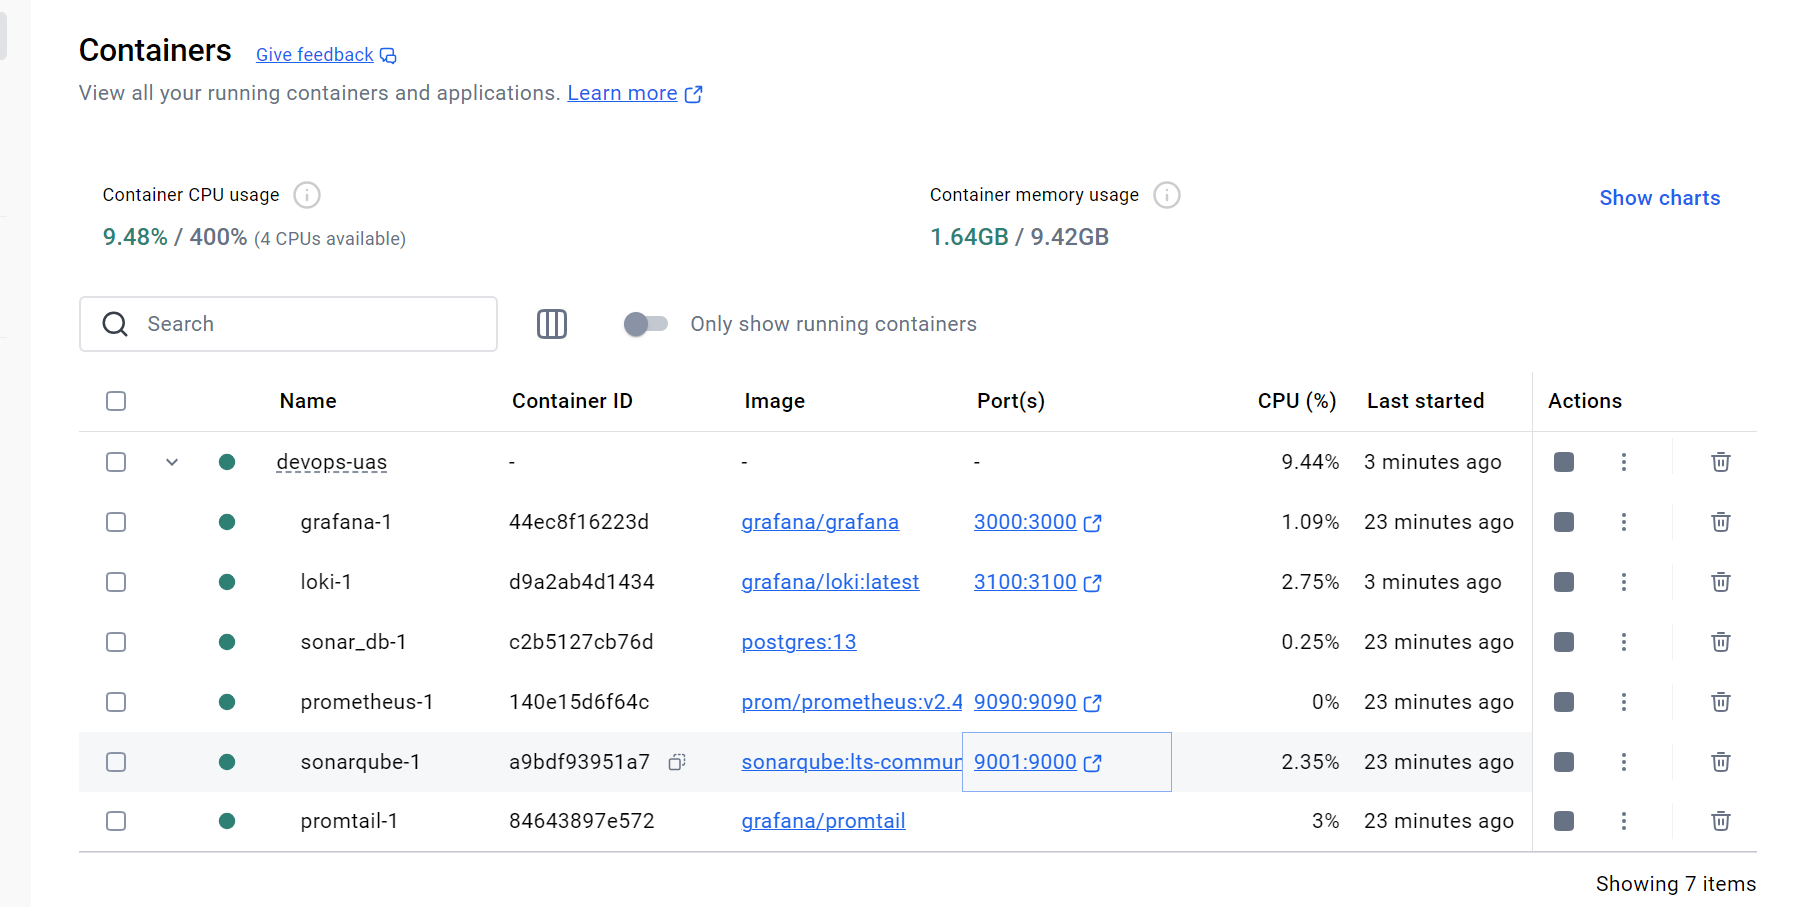 Containers Give feedback
View all your running containers and applications. Learn more
Container CPU usage
9.48% / 400% (4 CPUs available)
Container memory usage
1.64GB / 9.42GB
Show charts
Search
Only show running containers
Name Container ID Image Port(s) CPU (%) Last started Actions
devops-uas - - - 9.44% 3 minutes ago
grafana-1 44ec8f16223d grafana/grafana 3000:3000 1.09% 23 minutes ago
loki-1 d9a2ab4d1434 grafana/loki:latest 3100:3100 2.75% 3 minutes ago
sonar_db-1 c2b5127cb76d postgres:13 0.25% 23 minutes ago
prometheus-1 140e15d6f64c prom/prometheus:v2.4 9090:9090 0% 23 minutes ago
sonarqube-1 a9bdf93951a7 sonarqube:lts-commun 9001:9000 2.35% 23 minutes ago
promtail-1 84643897e572 grafana/promtail 3% 23 minutes ago
Showing 7 items